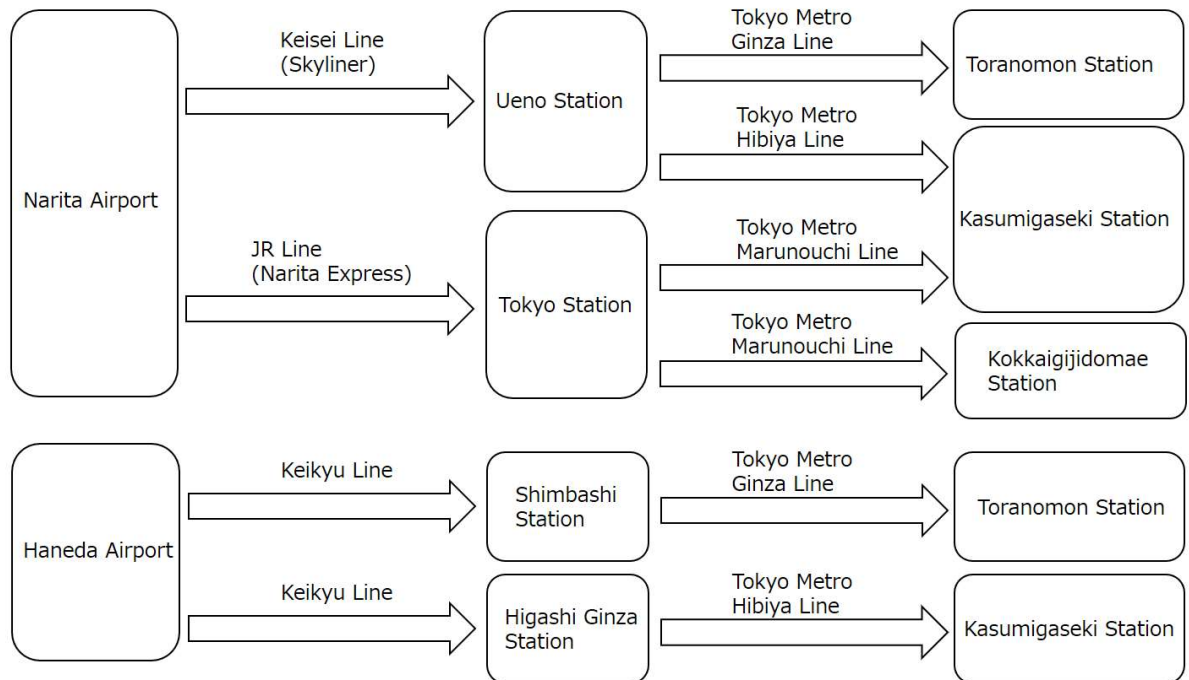 Narita Airport
Keisei Line
(Skyliner)
Ueno Station
Tokyo Metro
Ginza Line
Toranomon Station
Tokyo Metro
Hibiya Line
Kasumigaseki Station
JR Line
(Narita Express)
Tokyo Station
Tokyo Metro
Marunouchi Line
Tokyo Metro
Marunouchi Line
Kokkaigijidomae
Station
Haneda Airport
Keikyu Line
Shimbashi
Station
Tokyo Metro
Ginza Line
Toranomon Station
Keikyu Line
Higashi Ginza
Station
Tokyo Metro
Hibiya Line
Kasumigaseki Station